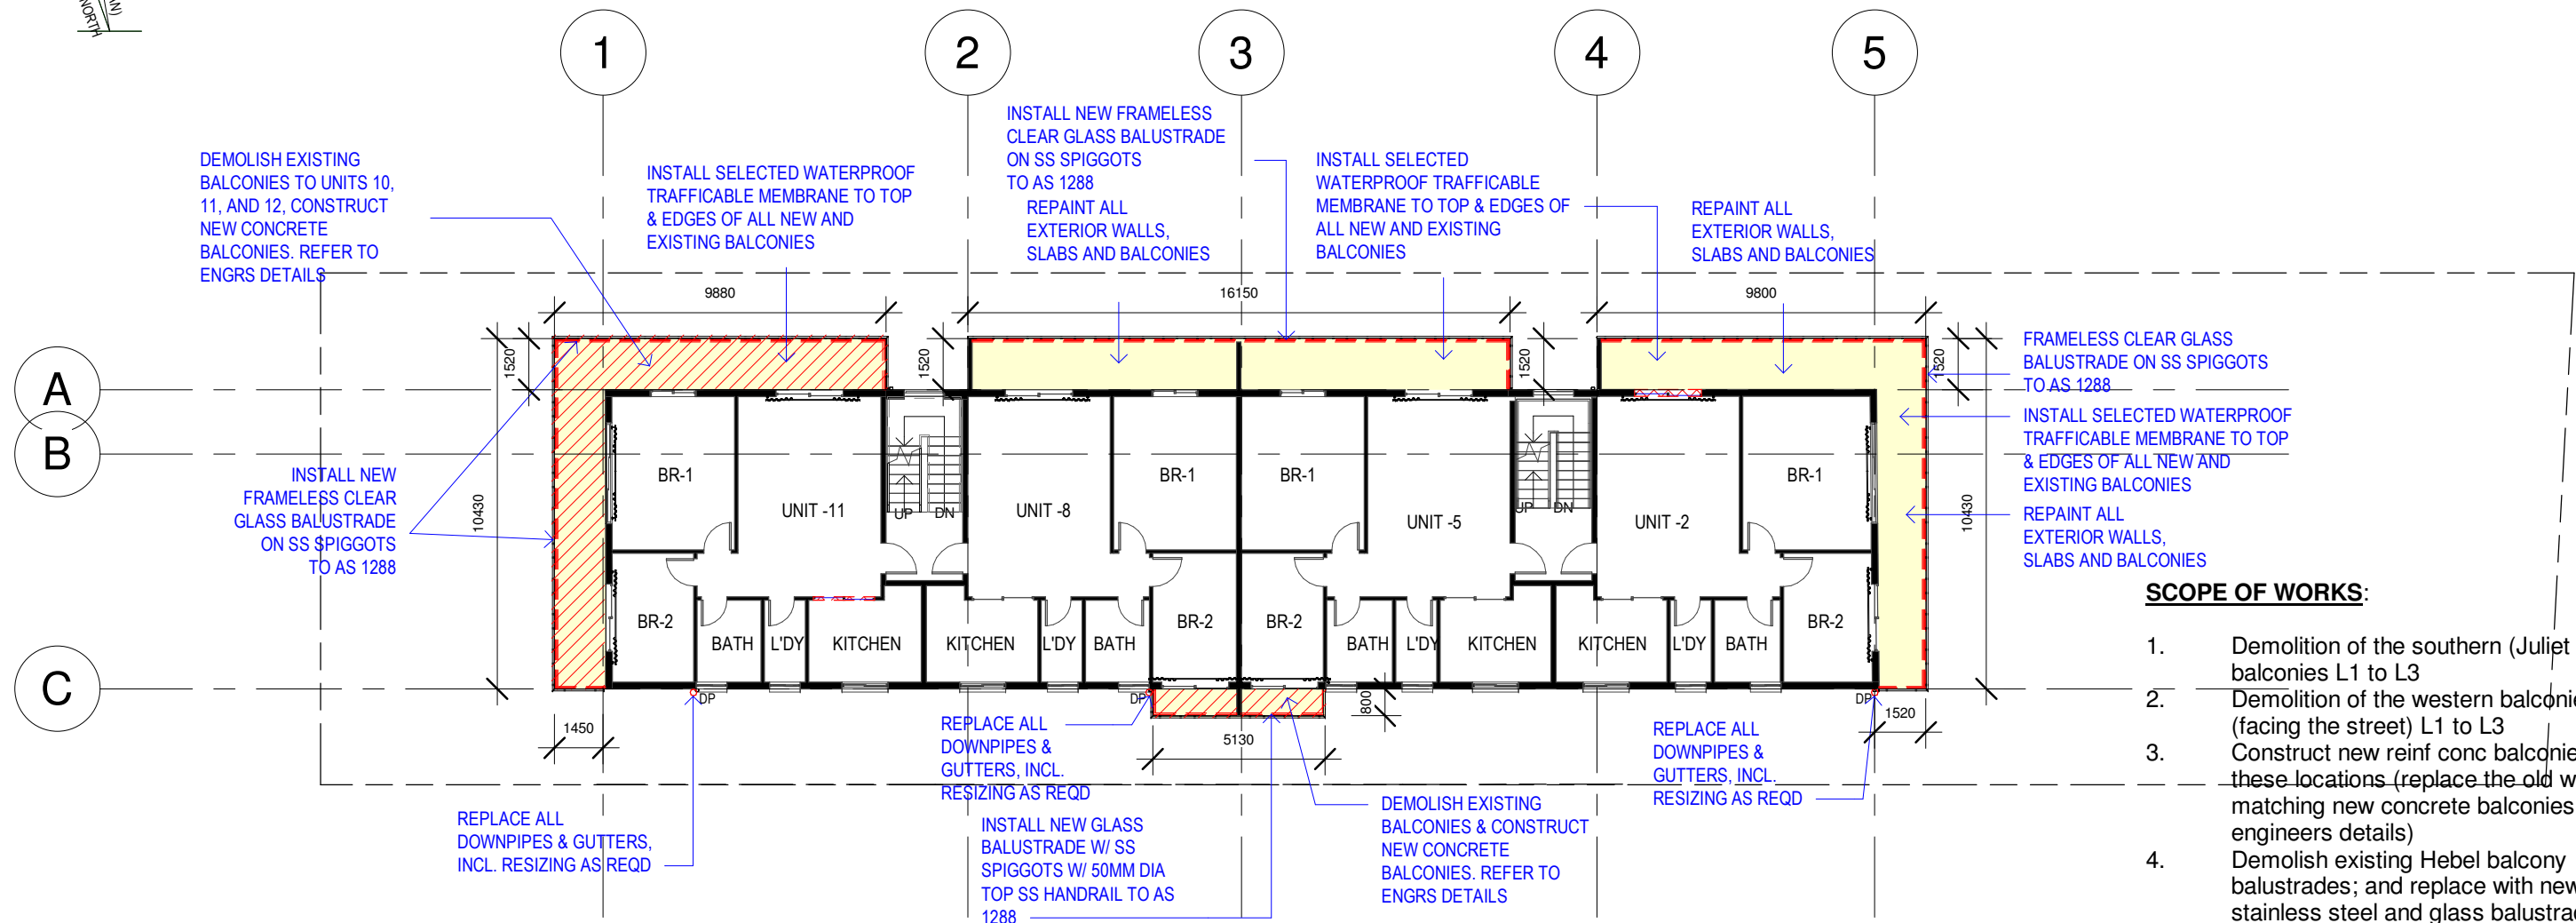 NORTH
1
2
3
4
5
A
B
C
DEMOLISH EXISTING
BALCONIES TO UNITS 10,
11, AND 12, CONSTRUCT
NEW CONCRETE
BALCONIES. REFER TO
ENGRS DETAILS
INSTALL SELECTED WATERPROOF
TRAFFICABLE MEMBRANE TO TOP
& EDGES OF ALL NEW AND
EXISTING BALCONIES
INSTALL NEW FRAMELESS
CLEAR GLASS BALUSTRADE
ON SS SPIGGOTS
TO AS 1288
REPAINT ALL
EXTERIOR WALLS,
SLABS AND BALCONIES
INSTALL SELECTED
WATERPROOF TRAFFICABLE
MEMBRANE TO TOP & EDGES OF
ALL NEW AND EXISTING
BALCONIES
REPAINT ALL
EXTERIOR WALLS,
SLABS AND BALCONIES
9880
16150
9800
1520
1520
1520
1520
10430
10430
FRAMELESS CLEAR GLASS
BALUSTRADE ON SS SPIGGOTS
TO AS 1288
INSTALL SELECTED WATERPROOF
TRAFFICABLE MEMBRANE TO TOP
& EDGES OF ALL NEW AND
EXISTING BALCONIES
REPAINT ALL
EXTERIOR WALLS,
SLABS AND BALCONIES
INSTALL NEW
FRAMELESS CLEAR
GLASS BALUSTRADE
ON SS SPIGGOTS
TO AS 1288
BR-1
UNIT -11
UP
DN
UNIT -8
BR-1
BR-1
UNIT -5
UP
DN
UNIT -2
BR-1
BR-2
BATH
L'DY
KITCHEN
KITCHEN
L'DY
BATH
BR-2
BR-2
BATH
L'DY
KITCHEN
KITCHEN
L'DY
BATH
BR-2
DP
DP
DP
1450
5130
800
1520
REPLACE ALL
DOWNPIPES & GUTTERS,
INCL. RESIZING AS REQD
REPLACE ALL
DOWNPIPES &
GUTTERS, INCL.
RESIZING AS REQD
INSTALL NEW GLASS
BALUSTRADE W/ SS
SPIGGOTS W/ 50MM DIA
TOP SS HANDRAIL TO AS
1288
DEMOLISH EXISTING
BALCONIES & CONSTRUCT
NEW CONCRETE
BALCONIES. REFER TO
ENGRS DETAILS
REPLACE ALL
DOWNPIPES &
GUTTERS, INCL.
RESIZING AS REQD
SCOPE OF WORKS:
1. Demolition of the southern (Juliet
balconies L1 to L3
2. Demolition of the western
(facing the street) L1 to L3
3. Construct new reinf conc
these locations (replace the old
matching new concrete balconies
engineers details)
4. Demolish existing Hebel balcony
balustrades; and replace with new
stainless steel and glass